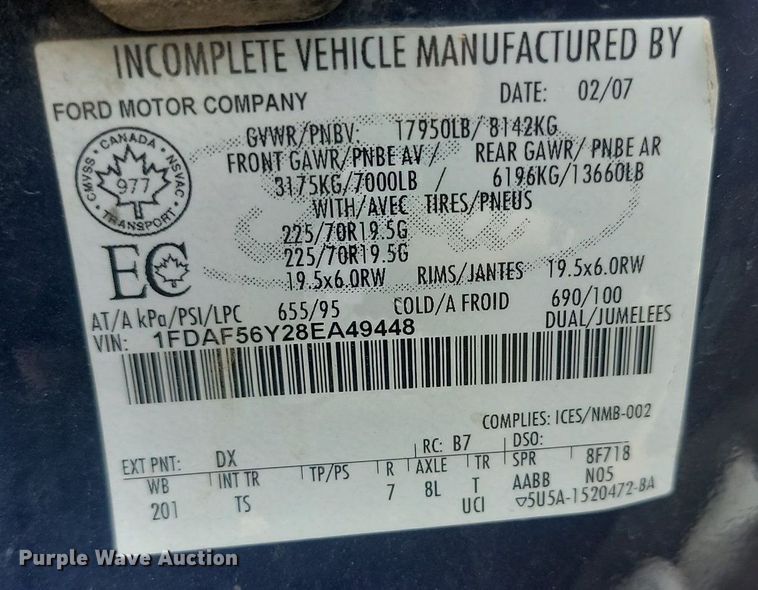 INCOMPLETE VEHICLE MANUFACTURED BY
FORD MOTOR COMPANY DATE: 02/07
GVWR/PNBV: 17950LB/ 8142KG
FRONT GAWR/PNBE AV/ REAR GAWR/ PNBE AR
3175KG/7000LB / 6196KG/13660LB
WITH/AVEC TIRES/PNEUS
225/70R19.5G
225/70R19.5G
19.5x6.0RW RIMS/JANTES 19.5x6.0RW
AT/A kPa/PSI/LPC 655/95 COLD/A FROID 690/100
DUAL/JUMELEES
VIN: 1FDAF56Y28EA49448
CMVSS · CANADA · NSVAC · TRANSPORT ·
977
EC
COMPLIES: ICES/NMB-002
EXT PNT: DX RC: B7 DSO:
WB INT TR TP/PS R AXLE TR SPR 8F718
201 TS 7 8L T AABB N05
UCI ▽5U5A-1520472-BA
Purple Wave Auction